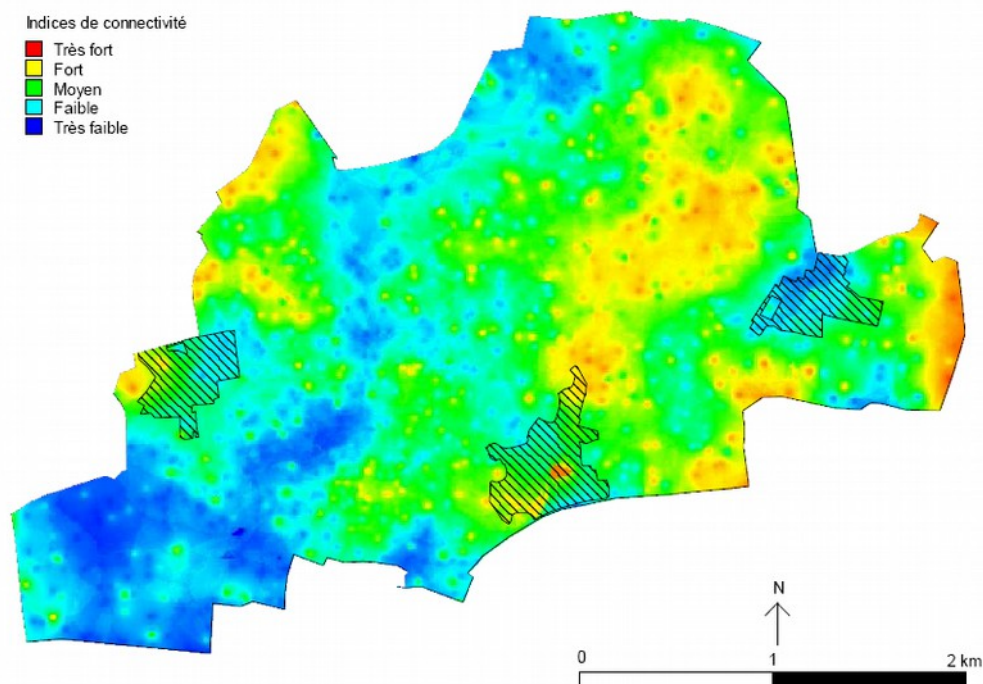 Indices de connectivité
Très fort
Fort
Moyen
Faible
Très faible
N
0 1 2 km